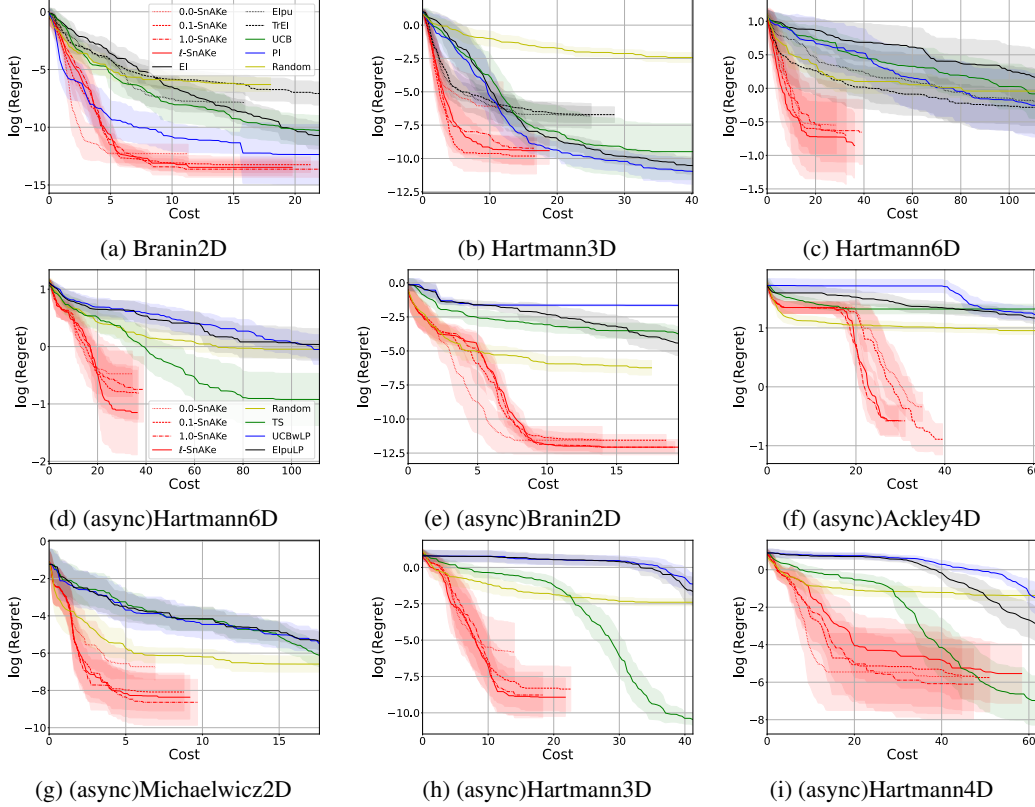 0
−5
−10
−15
log (Regret)
0.0-SnAKe
0.1-SnAKe
1.0-SnAKe
ℓ-SnAKe
EI
EIpu
TrEI
UCB
PI
Random
0 5 10 15 20
Cost
0.0
−2.5
−5.0
−7.5
−10.0
−12.5
log (Regret)
0 10 20 30 40
Cost
1.0
0.5
0.0
−0.5
−1.0
−1.5
log (Regret)
0 20 40 60 80 100
Cost
(a) Branin2D
(b) Hartmann3D
(c) Hartmann6D
1
0
−1
−2
log (Regret)
0.0-SnAKe
0.1-SnAKe
1.0-SnAKe
ℓ-SnAKe
Random
TS
UCBwLP
EIpuLP
0 20 40 60 80 100
Cost
0.0
−2.5
−5.0
−7.5
−10.0
−12.5
log (Regret)
0 5 10 15
Cost
1
0
−1
log (Regret)
0 20 40 60
Cost
(d) (async)Hartmann6D
(e) (async)Branin2D
(f) (async)Ackley4D
0
−2
−4
−6
−8
−10
log (Regret)
0 5 10 15
Cost
0.0
−2.5
−5.0
−7.5
−10.0
log (Regret)
0 10 20 30 40
Cost
0
−2
−4
−6
−8
log (Regret)
0 20 40 60
Cost
(g) (async)Michaelwicz2D
(h) (async)Hartmann3D
(i) (async)Hartmann4D